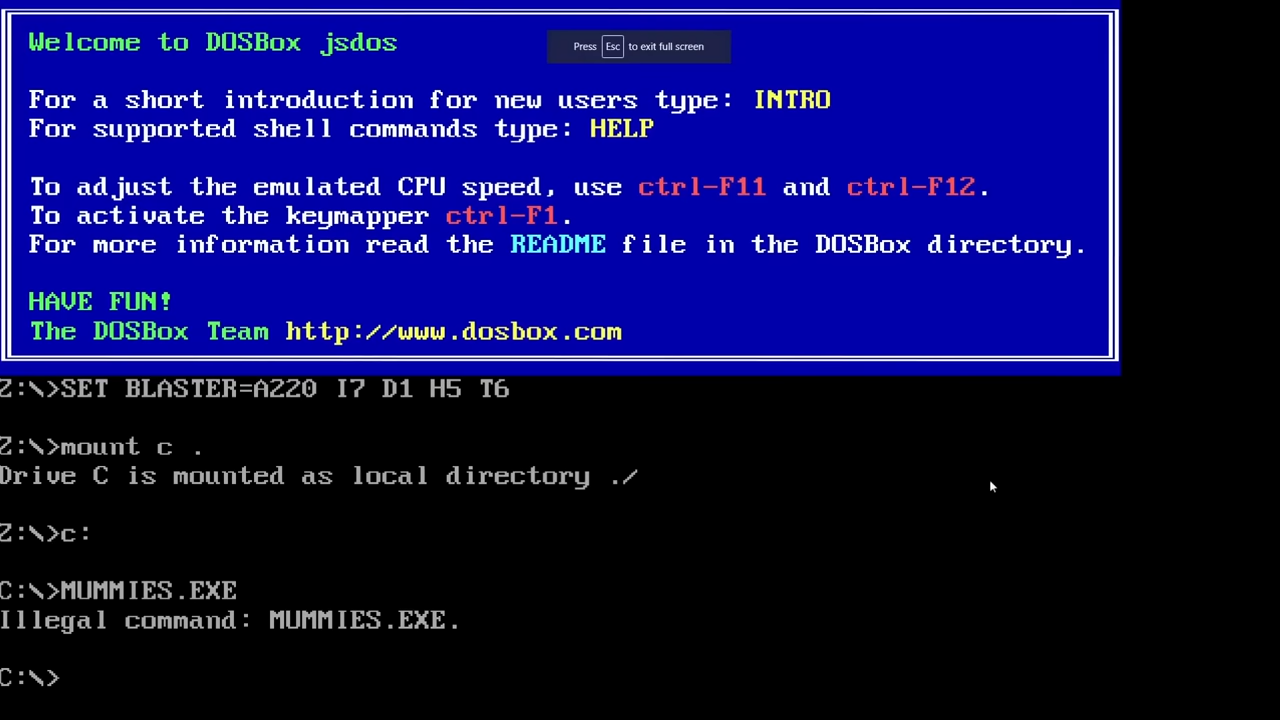 Welcome to DOSBox jsdos
Press Esc to exit full screen
For a short introduction for new users type: INTRO
For supported shell commands type: HELP
To adjust the emulated CPU speed, use ctrl-F11 and ctrl-F12.
To activate the keymapper ctrl-F1.
For more information read the README file in the DOSBox directory.
HAVE FUN!
The DOSBox Team http://www.dosbox.com
Z:\>SET BLASTER=A220 I7 D1 H5 T6
Z:\>mount c .
Drive C is mounted as local directory ./
Z:\>c:
C:\>MUMMIES.EXE
Illegal command: MUMMIES.EXE.
C:\>